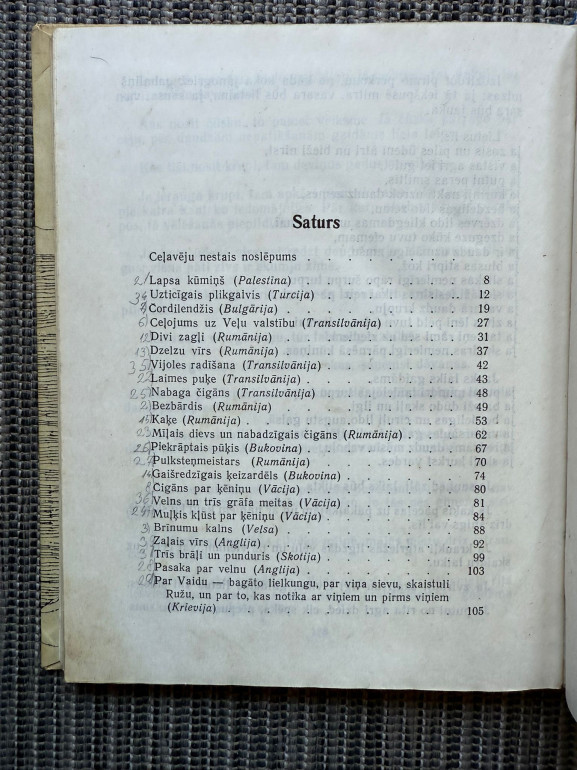 Saturs
Ceļavēju nestais noslēpums . . . . . . . .
Lapsa kūmiņš (Palestīna) . . . . . . . . 8
Uzticīgais plikgalvis (Turcija) . . . . . . . 12
Čordilendžis (Bulgārija) . . . . . . . . 19
Ceļojums uz Veļu valstību (Transilvānija) . . . . 27
Divi zagļi (Rumānija) . . . . . . . . 31
Dzelzu vīrs (Rumānija) . . . . . . . . 37
Vijoles radīšana (Transilvānija) . . . . . . 42
Laimes puķe (Transilvānija) . . . . . . . 43
Nabaga čigāns (Transilvānija) . . . . . . 48
Bezbārdis (Rumānija) . . . . . . . . 49
Kaķe (Rumānija) . . . . . . . . . 53
Mīļais dievs un nabadzīgais čigāns (Rumānija) . . . 62
Piekrāptais pūķis (Bukovina) . . . . . . . 67
Pulksteņmeistars (Rumānija) . . . . . . . 70
Gaišredzīgais ķeizardēls (Bukovina) . . . . . 74
Čigāns par ķēniņu (Vācija) . . . . . . . 80
Velns un trīs grāfa meitas (Vācija) . . . . . . 81
Muļķis kļūst par ķēniņu (Vācija) . . . . . . 84
Brīnumu kalns (Velsa) . . . . . . . . 88
Zaļais vīrs (Anglija) . . . . . . . . . 92
Trīs brāļi un punduris (Skotija) . . . . . . 99
Pasaka par velnu (Anglija) . . . . . . . 103
Par Vaidu — bagāto lielkungu, par viņa sievu, skaistuli
Ružu, un par to, kas notika ar viņiem un pirms viņiem
(Krievija) . . . . . . . . . . 105